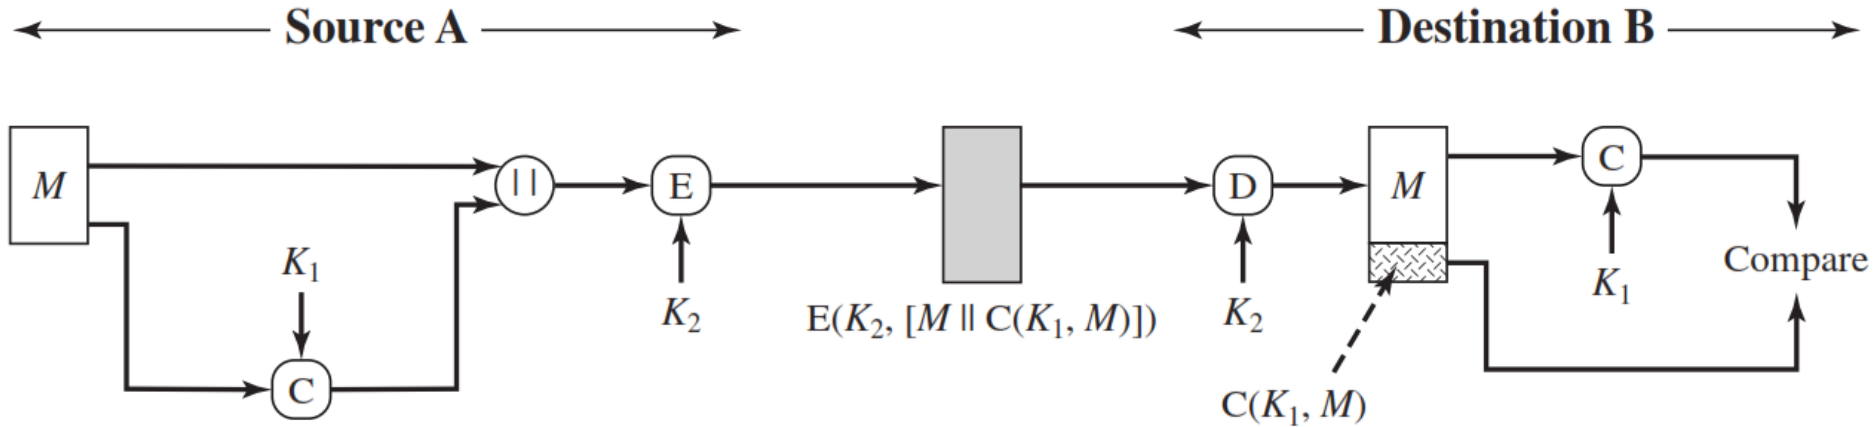 Source A
Destination B
M
||
E
D
M
C
K₁
K₂
E(K₂, [M || C(K₁, M)])
K₂
K₁
Compare
C
C(K₁, M)